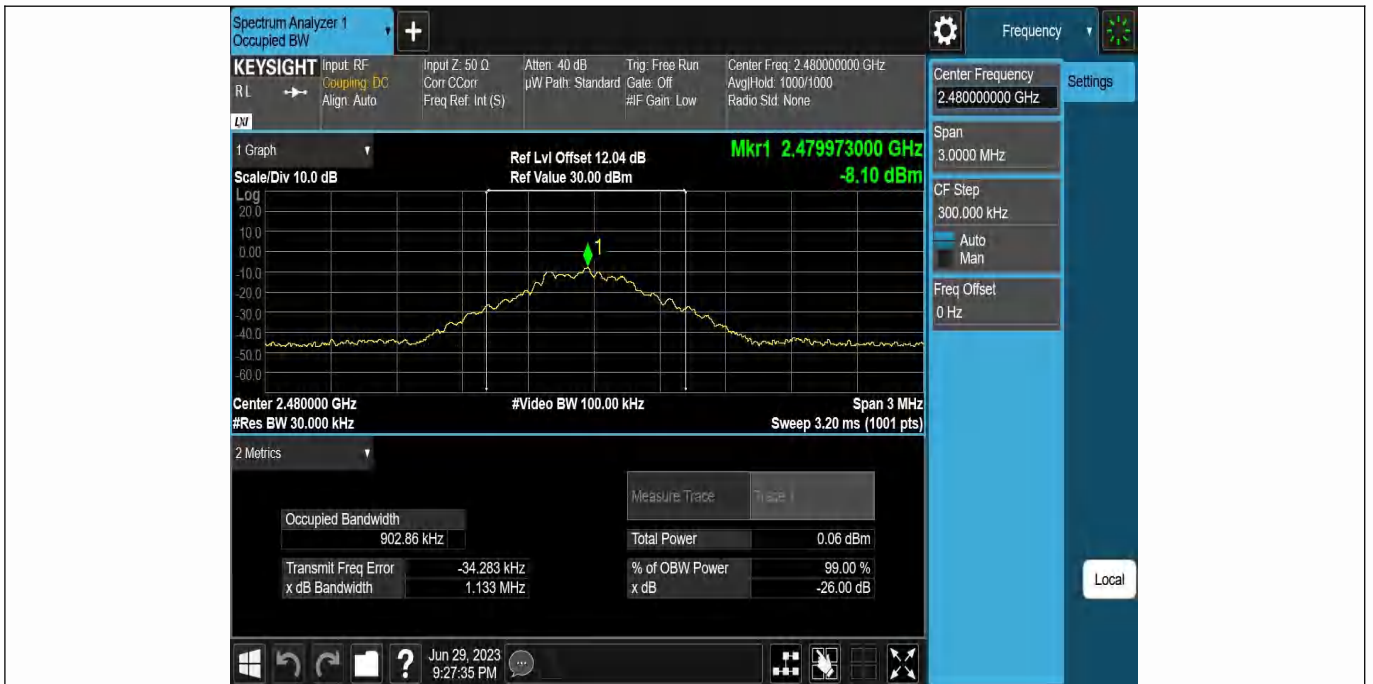 Spectrum Analyzer 1
Occupied BW
+
Frequency
KEYSIGHT
RL
LXI
Input: RF
Coupling: DC
Align: Auto
Input Z: 50 Ω
Corr CCorr
Freq Ref: Int (S)
Atten: 40 dB
µW Path: Standard
Trig: Free Run
Gate: Off
#IF Gain: Low
Center Freq: 2.480000000 GHz
Avg|Hold: 1000/1000
Radio Std: None
Center Frequency
2.480000000 GHz
Settings
Span
3.0000 MHz
CF Step
300.000 kHz
Auto
Man
Freq Offset
0 Hz
Local
1 Graph
Scale/Div 10.0 dB
Ref Lvl Offset 12.04 dB
Ref Value 30.00 dBm
Mkr1 2.479973000 GHz
-8.10 dBm
Log
20.0
10.0
0.00
-10.0
-20.0
-30.0
-40.0
-50.0
-60.0
1
Center 2.480000 GHz
#Res BW 30.000 kHz
#Video BW 100.00 kHz
Span 3 MHz
Sweep 3.20 ms (1001 pts)
2 Metrics
Measure Trace Trace 1
Occupied Bandwidth
902.86 kHz
Total Power 0.06 dBm
Transmit Freq Error -34.283 kHz
% of OBW Power 99.00 %
x dB Bandwidth 1.133 MHz
x dB -26.00 dB
?
Jun 29, 2023
9:27:35 PM